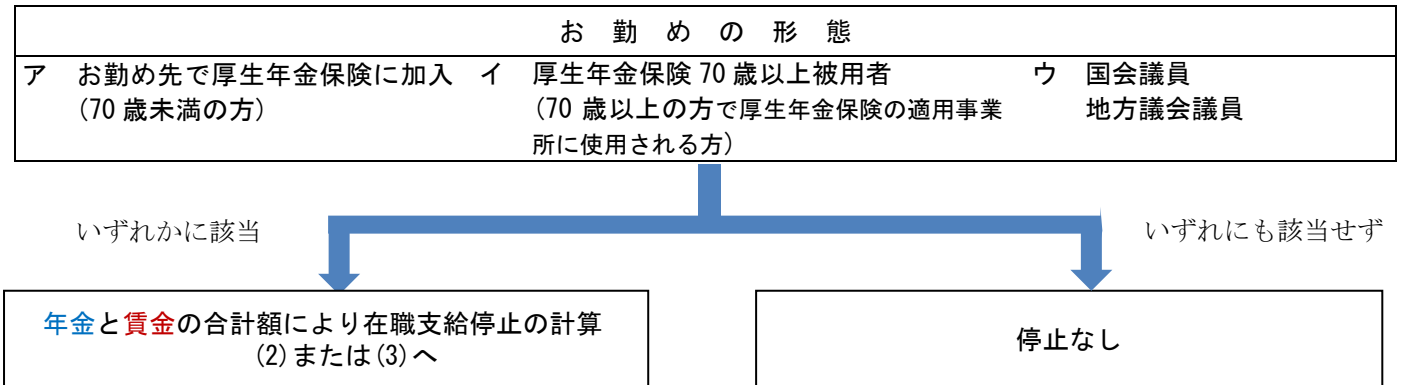 お 勤 め の 形 態
ア お勤め先で厚生年金保険に加入
(70 歳未満の方)
イ 厚生年金保険 70 歳以上被用者
(70 歳以上の方で厚生年金保険の適用事業
所に使用される方)
ウ 国会議員
地方議会議員
いずれかに該当
いずれにも該当せず
年金と賃金の合計額により在職支給停止の計算
(2)または(3)へ
停止なし